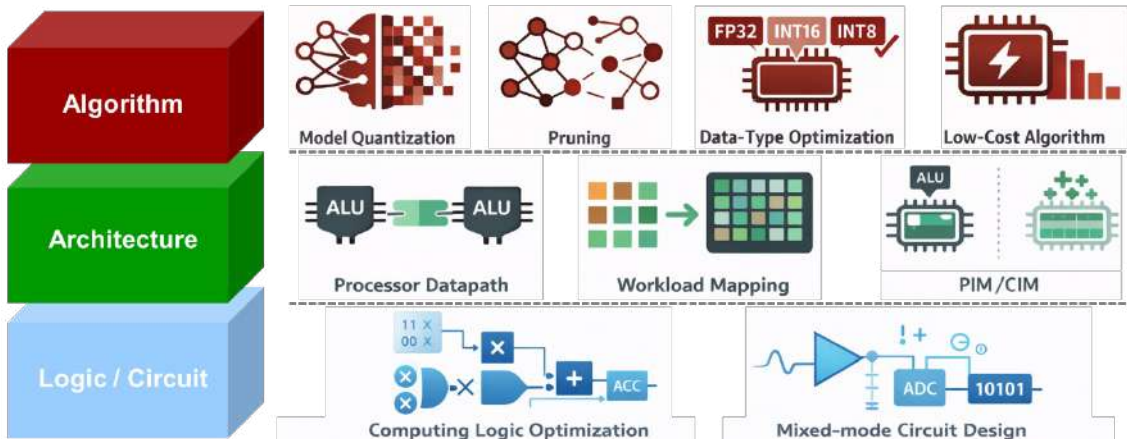 Algorithm
FP32 INT16 INT8
Model Quantization
Pruning
Data-Type Optimization
Low-Cost Algorithm
Architecture
ALU ALU
ALU
Processor Datapath
Workload Mapping
PIM/CIM
Logic / Circuit
11 X
00 X
×
× × + ACC
×
! +
ADC 10101
Computing Logic Optimization
Mixed-mode Circuit Design